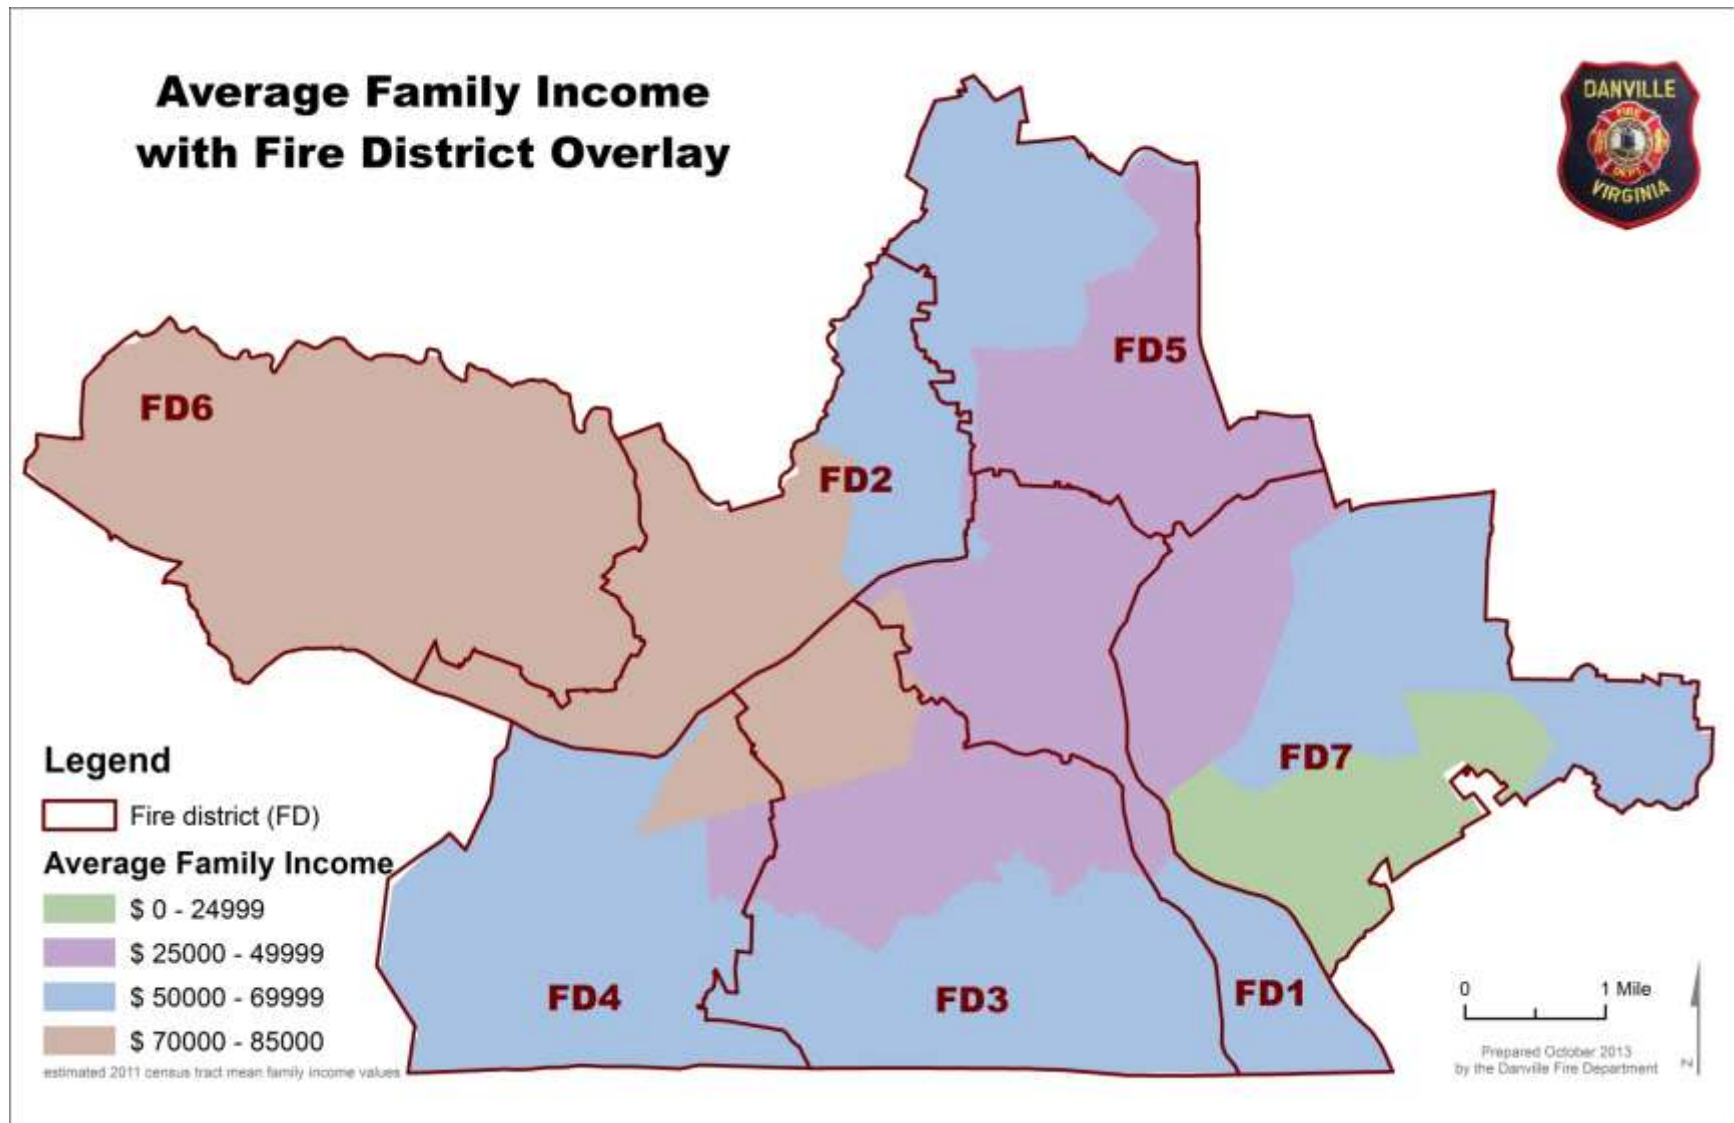 Average Family Income
with Fire District Overlay
DANVILLE
FIRE
DEPT.
VIRGINIA
FD5
FD6
FD2
FD7
FD4
FD3
FD1
Legend
Fire district (FD)
Average Family Income
$ 0 - 24999
$ 25000 - 49999
$ 50000 - 69999
$ 70000 - 85000
estimated 2011 census tract mean family income values
0 1 Mile
Prepared October 2013
by the Danville Fire Department
N